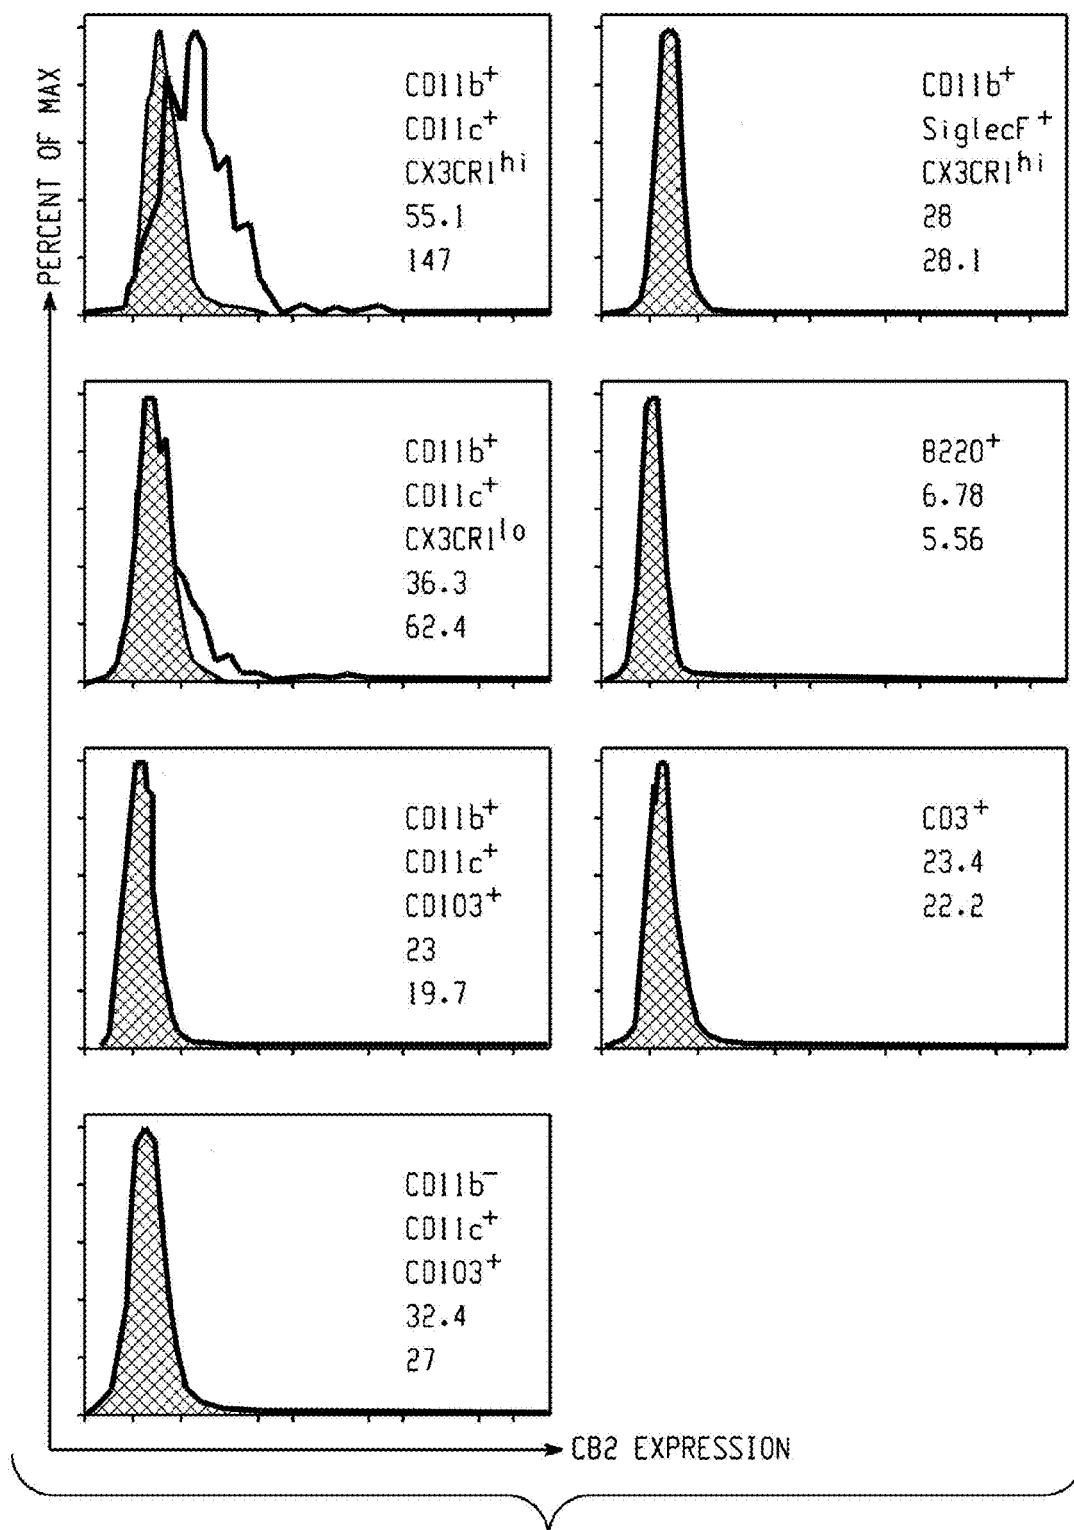 PERCENT OF MAX
CD11b+
CD11c+
CX3CR1hi
55.1
147
CD11b+
SiglecF+
CX3CR1hi
28
28.1
CD11b+
CD11c+
CX3CR1lo
36.3
62.4
B220+
6.78
5.56
CD11b+
CD11c+
CD103+
23
19.7
CD3+
23.4
22.2
CD11b-
CD11c+
CD103+
32.4
27
CB2 EXPRESSION